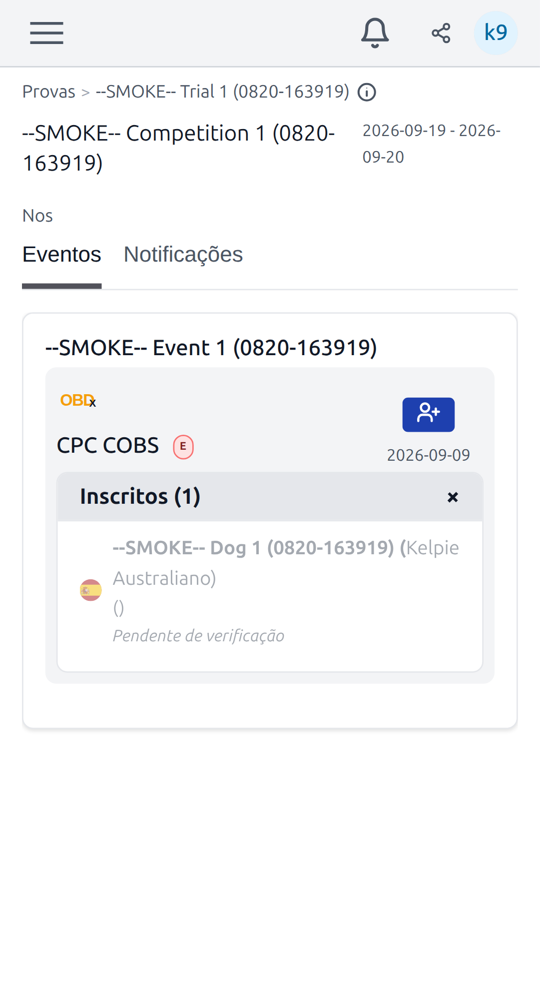 k9
Provas > --SMOKE-- Trial 1 (0820-163919)
--SMOKE-- Competition 1 (0820-
163919)
2026-09-19 - 2026-
09-20
Nos
Eventos Notificações
--SMOKE-- Event 1 (0820-163919)
OBDx
CPC COBS E
2026-09-09
Inscritos (1)
--SMOKE-- Dog 1 (0820-163919) (Kelpie
Australiano)
()
Pendente de verificação